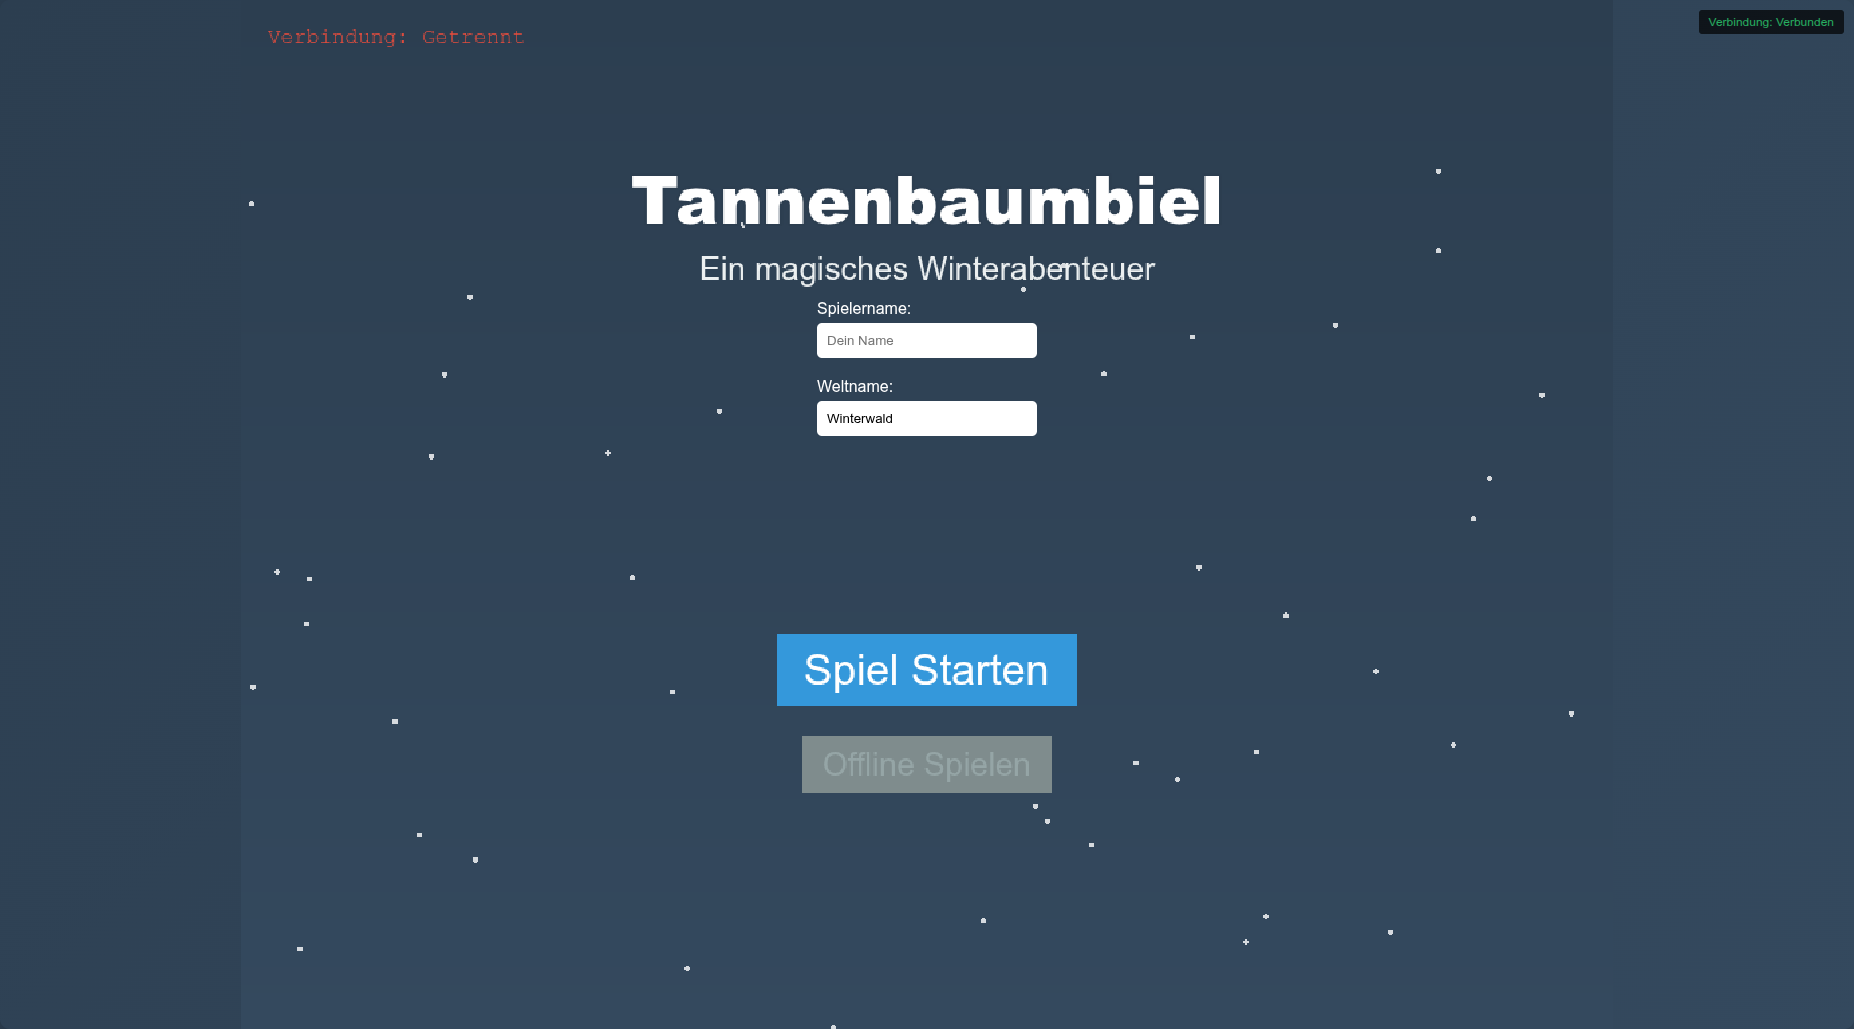 Verbindung: Getrennt
Verbindung: Verbunden
Tannenbaumbiel
Ein magisches Winterabenteuer
Spielername:
Dein Name
Weltname:
Winterwald
Spiel Starten
Offline Spielen